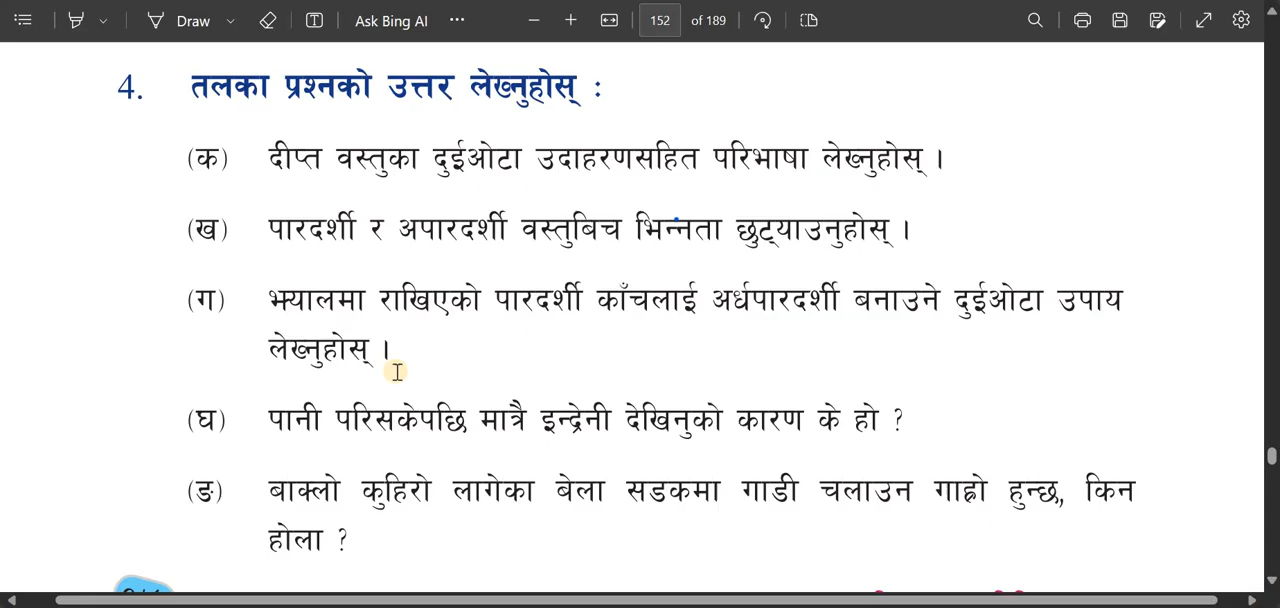 Draw Ask Bing AI 152 of 189
4. तलका प्रश्नको उत्तर लेख्नुहोस् :
(क) दीप्त वस्तुका दुईओटा उदाहरणसहित परिभाषा लेख्नुहोस् ।
(ख) पारदर्शी र अपारदर्शी वस्तुबिच भिन्नता छुट्याउनुहोस् ।
(ग) झ्यालमा राखिएको पारदर्शी काँचलाई अर्धपारदर्शी बनाउने दुईओटा उपाय
लेख्नुहोस् ।
(घ) पानी परिसकेपछि मात्रै इन्द्रेनी देखिनुको कारण के हो ?
(ङ) बाक्लो कुहिरो लागेका बेला सडकमा गाडी चलाउन गाह्रो हुन्छ, किन
होला ?